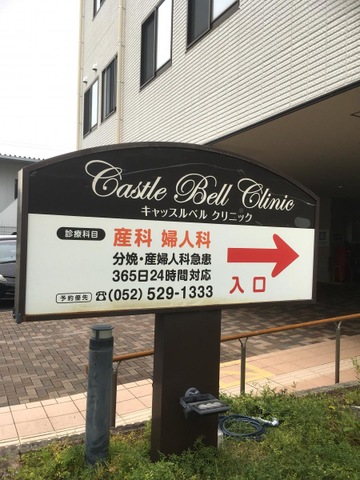 Castle Bell Clinic
キャッスルベル クリニック
診療科目 産科 婦人科
分娩・産婦人科急患
365日24時間対応
予約優先 ☎(052) 529-1333
入口